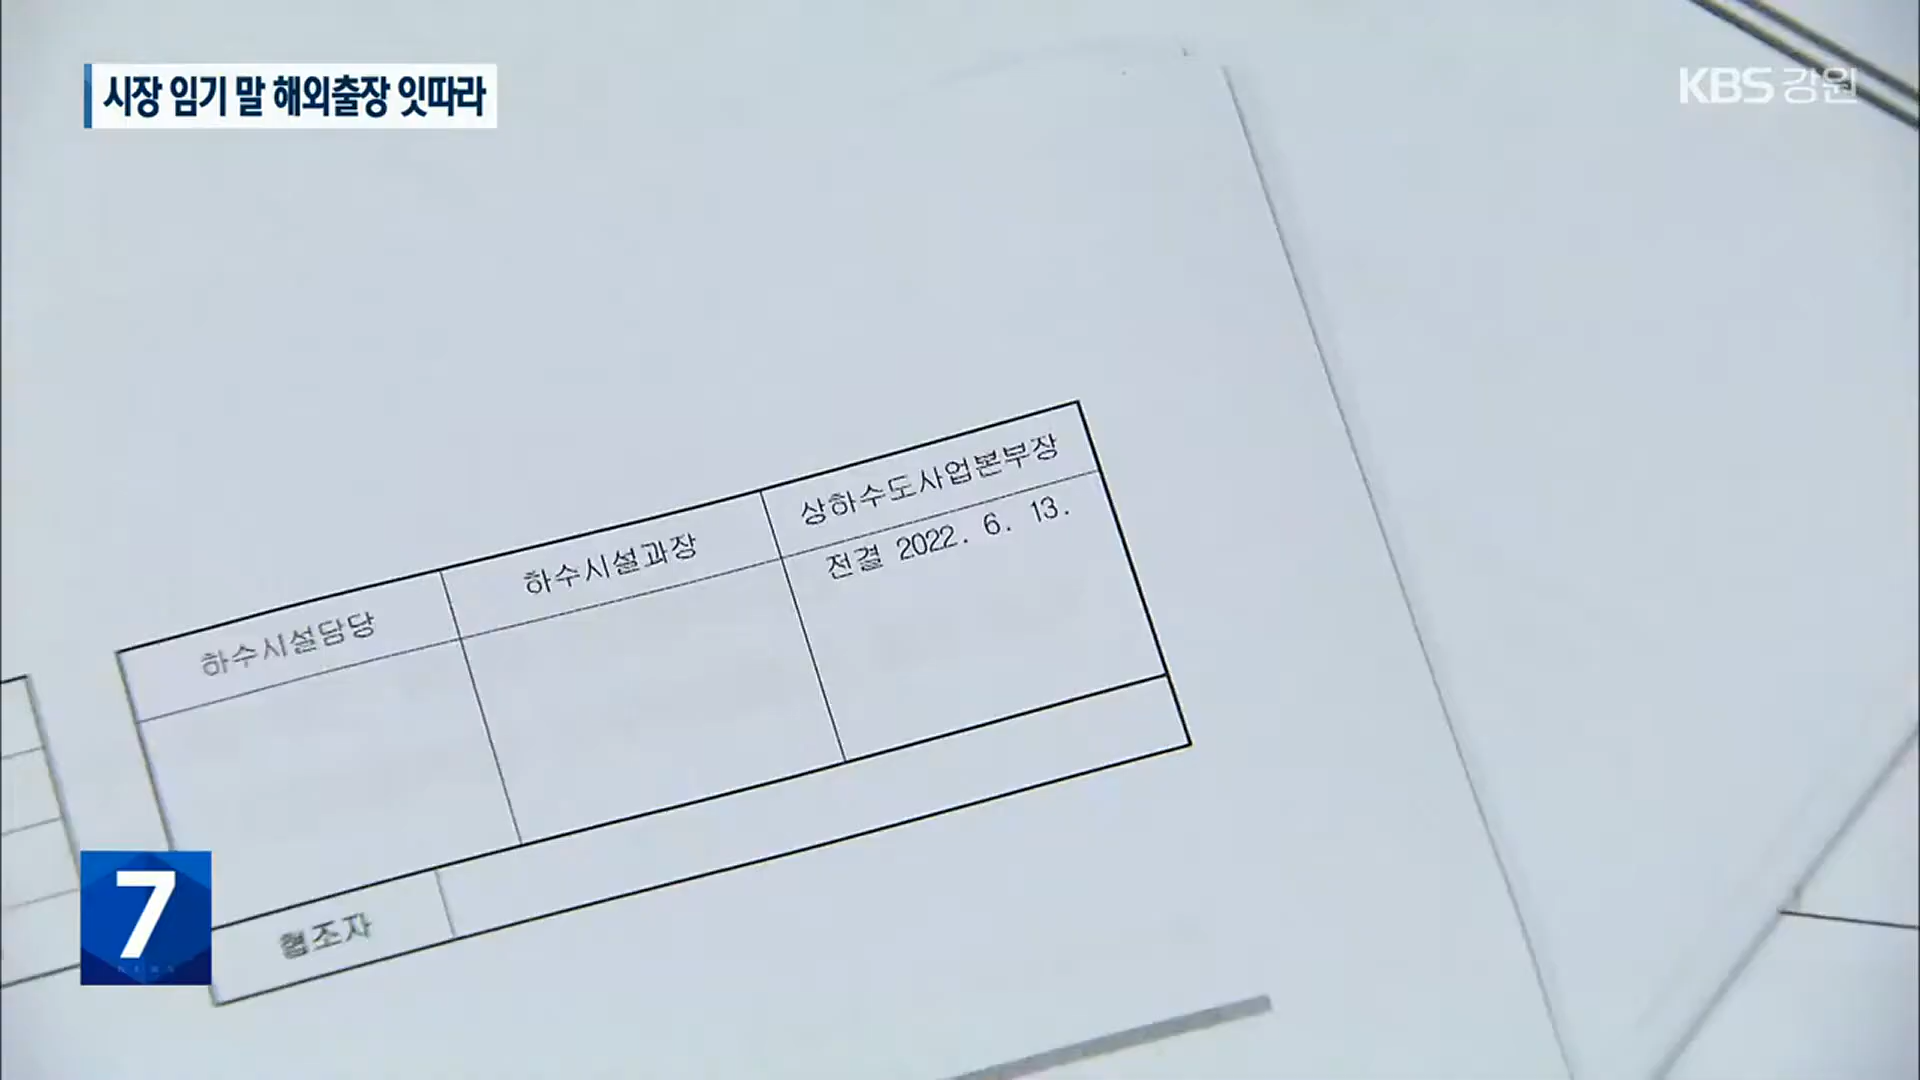 시장 임기 말 해외출장 잇따라
KBS 강원
하수시설담당
하수시설과장
상하수도사업본부장
전결 2022. 6. 13.
협조자
7
NEWS